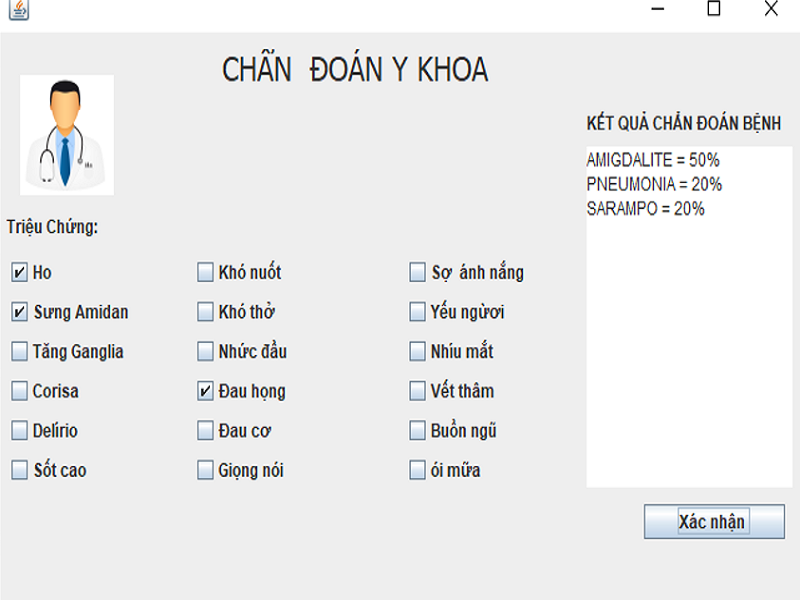 CHẪN ĐOÁN Y KHOA
KẾT QUẢ CHẨN ĐOÁN BỆNH
AMIGDALITE = 50%
PNEUMONIA = 20%
SARAMPO = 20%
Triệu Chứng:
Ho
Khó nuốt
Sợ ánh nắng
Sưng Amidan
Khó thở
Yếu ngừơi
Tăng Ganglia
Nhức đầu
Nhíu mắt
Corisa
Đau họng
Vết thâm
Delírio
Đau cơ
Buồn ngũ
Sốt cao
Giọng nói
ói mữa
Xác nhận